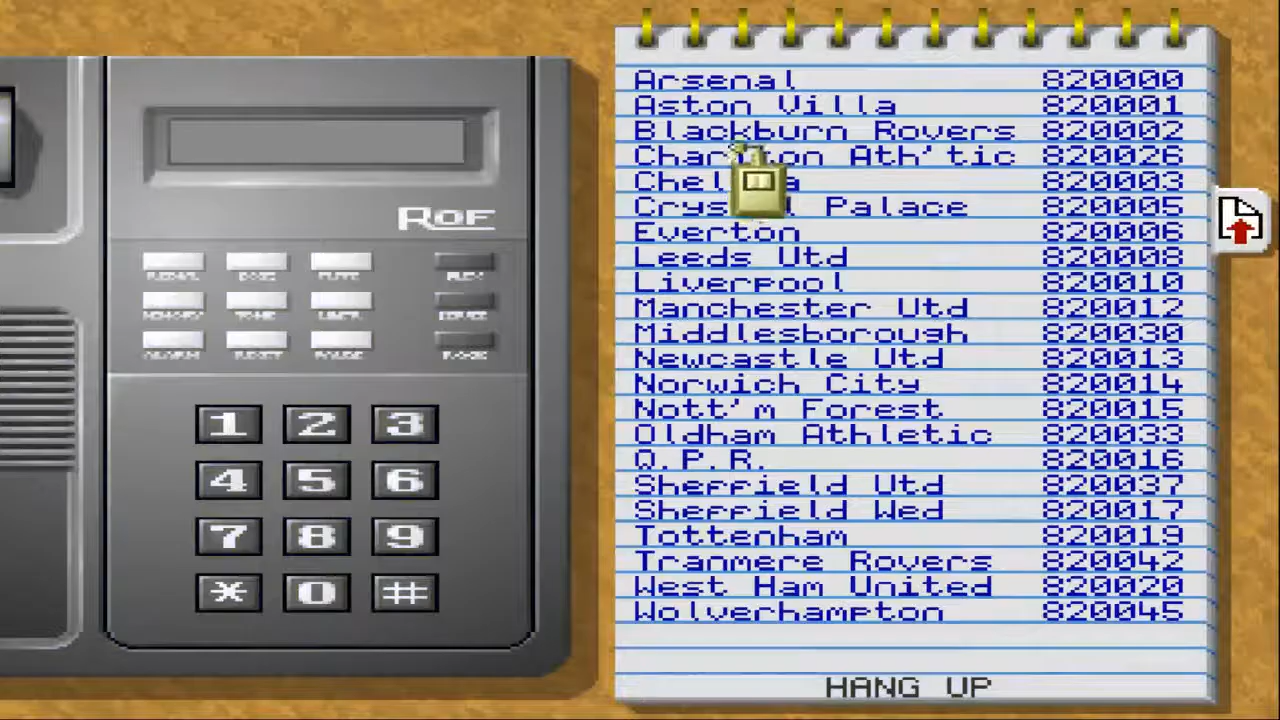 ROF
1 2 3
4 5 6
7 8 9
* 0 #
Arsenal 820000
Aston Villa 820001
Blackburn Rovers 820002
Ath'tic 820026
820003
Palace 820005
Everton 820006
Leeds Utd 820008
Liverpool 820010
Manchester Utd 820012
Middlesborough 820030
Newcastle Utd 820013
Norwich City 820014
Nott'm Forest 820015
Oldham Athletic 820033
Q.P.R. 820016
Sheffield Utd 820037
Sheffield Wed 820017
Tottenham 820019
Tranmere Rovers 820042
West Ham United 820020
Wolverhampton 820045
HANG UP